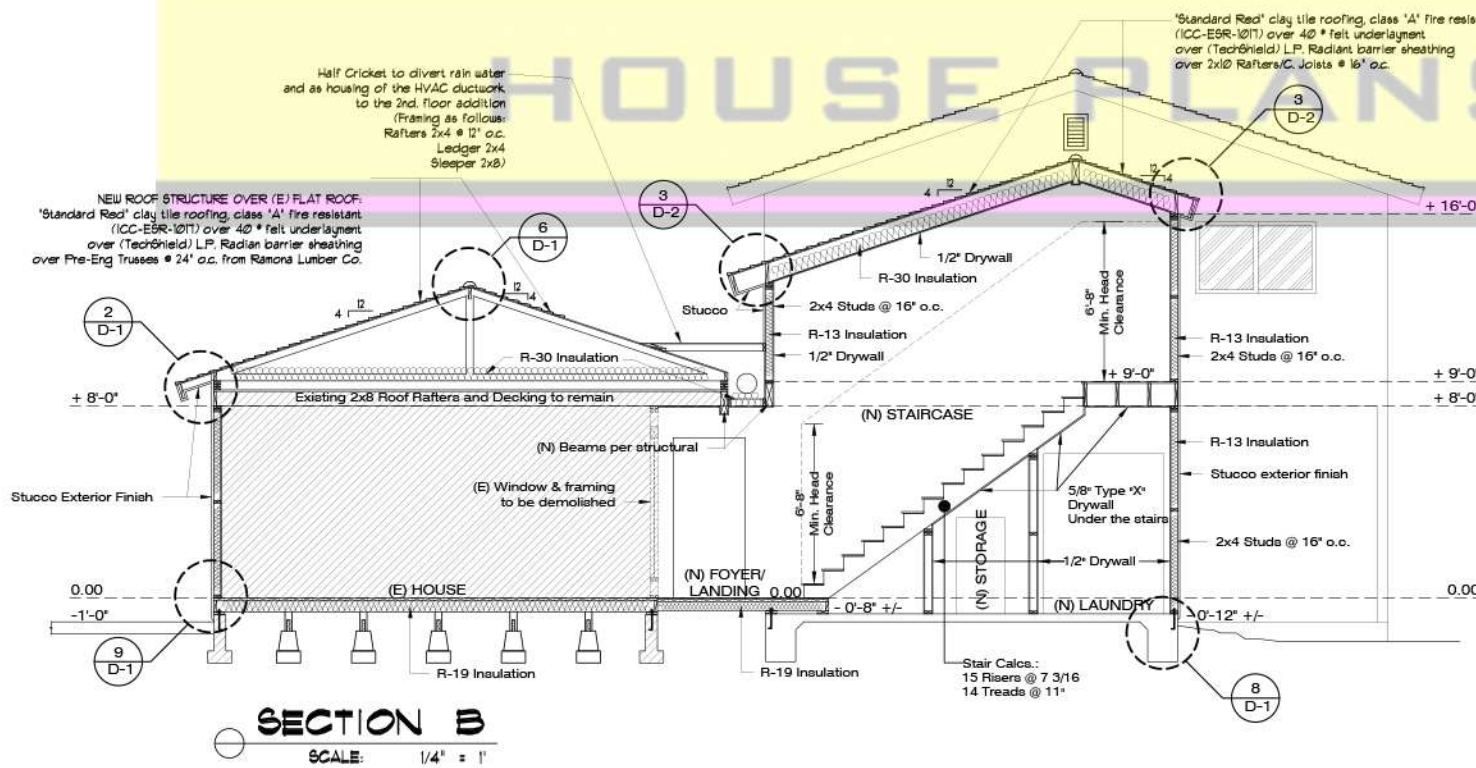 HOUSE PLANS
"Standard Red" clay tile roofing, class "A" fire resis
(ICC-ESR-1017) over 40 # felt underlayment
over (TechShield) L.P. Radiant barrier sheathing
over 2x10 Rafters/C. Joists @ 16" o.c.
Half Cricket to divert rain water
and as housing of the HVAC ductwork
to the 2nd. floor addition
(Framing as follows:
Rafters 2x4 @ 12" o.c.
Ledger 2x4
Sleeper 2x8)
3
D-2
NEW ROOF STRUCTURE OVER (E) FLAT ROOF:
"Standard Red" clay tile roofing, class "A" fire resistant
(ICC-ESR-1017) over 40 # felt underlayment
over (TechShield) L.P. Radian barrier sheathing
over Pre-Eng Trusses @ 24" o.c. from Ramona Lumber Co.
6
D-1
3
D-2
12
4
12
4
+ 16'-0
1/2" Drywall
R-30 Insulation
Stucco
2x4 Studs @ 16" o.c.
R-13 Insulation
1/2" Drywall
6'-8"
Min. Head
Clearance
R-13 Insulation
2x4 Studs @ 16" o.c.
2
D-1
4
12
12
4
R-30 Insulation
+ 9'-0"
+ 9'-0
+ 8'-0"
Existing 2x8 Roof Rafters and Decking to remain
+ 8'-0
(N) STAIRCASE
(N) Beams per structural
R-13 Insulation
Stucco exterior finish
Stucco Exterior Finish
(E) Window & framing
to be demolished
6'-8"
Min. Head
Clearance
5/8" Type "X"
Drywall
Under the stairs
2x4 Studs @ 16" o.c.
1/2" Drywall
(N) STORAGE
0.00
(E) HOUSE
(N) FOYER/
LANDING
0.00
0.00
-1'-0"
- 0'-8" +/-
(N) LAUNDRY
-0'-12" +/-
9
D-1
R-19 Insulation
R-19 Insulation
Stair Calcs.:
15 Risers @ 7 3/16
14 Treads @ 11"
8
D-1
SECTION B
SCALE: 1/4" = 1'